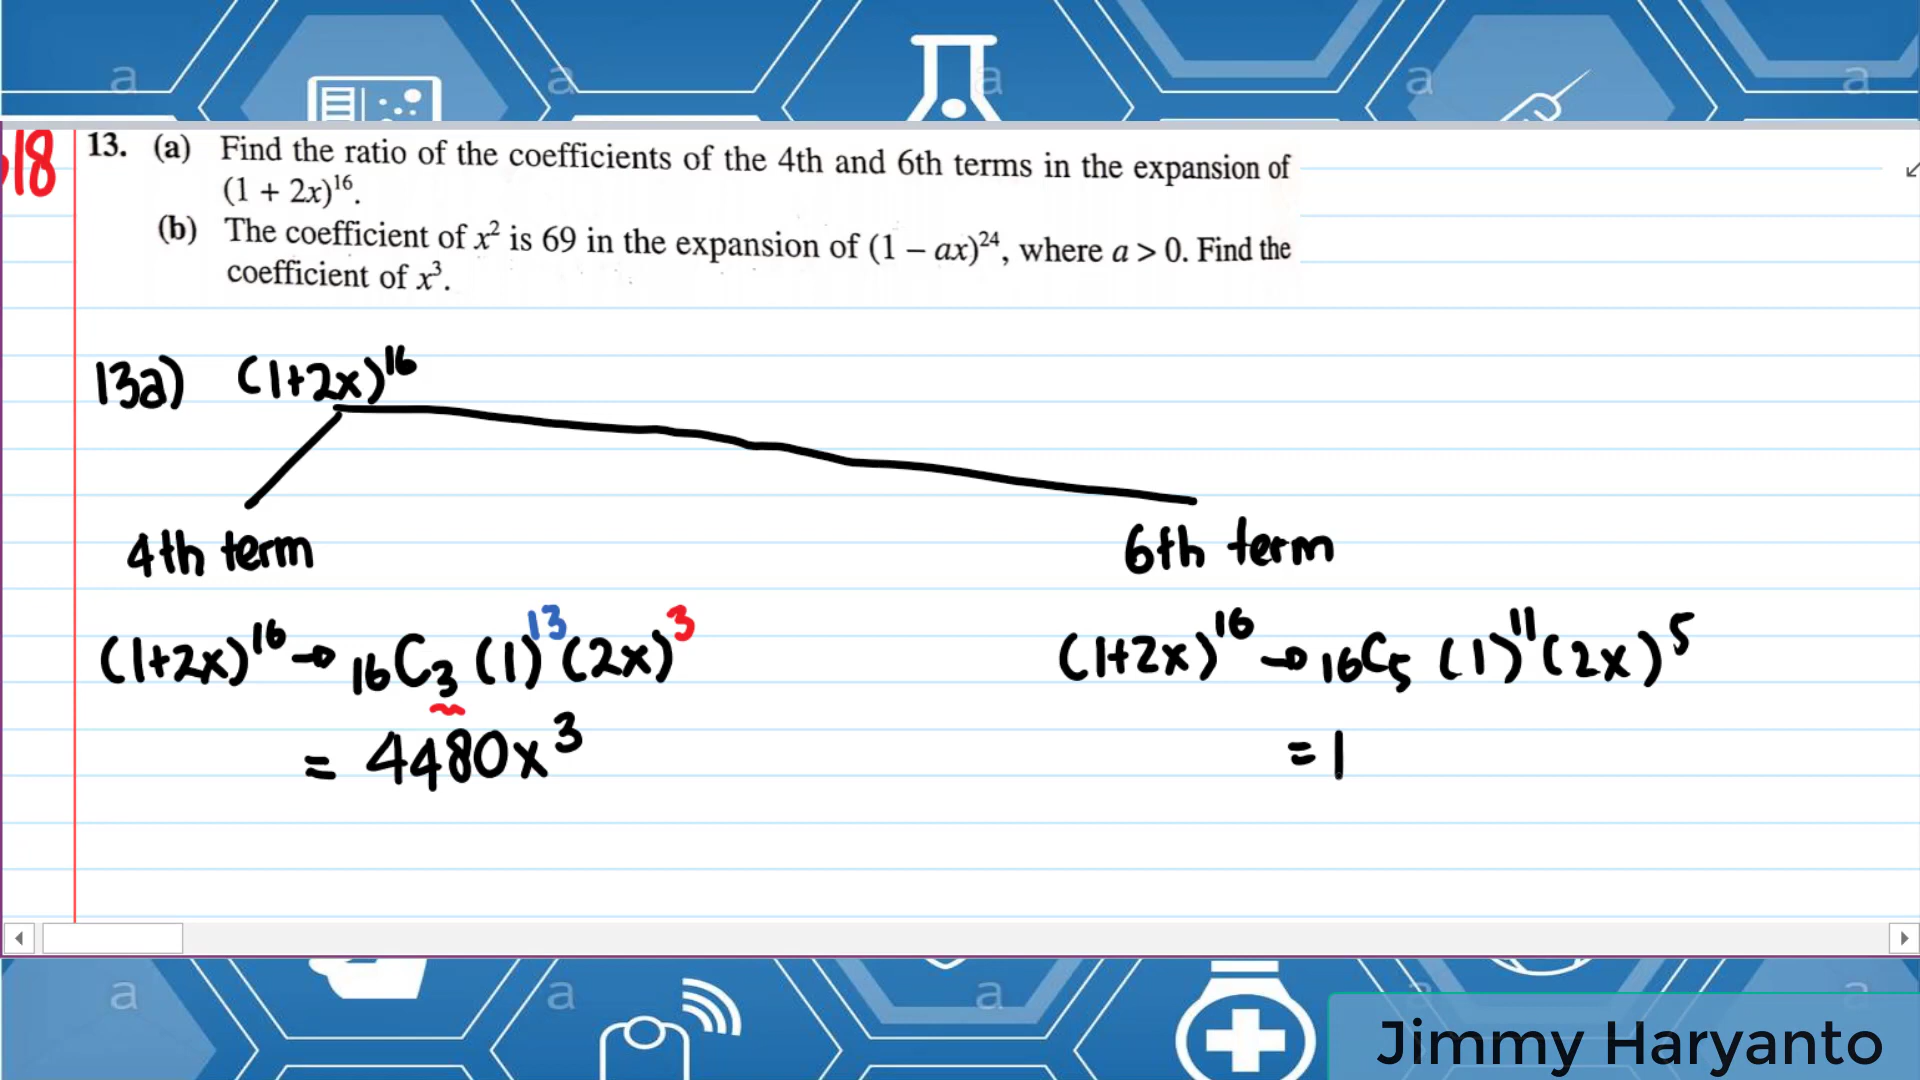 a a a a a
18
13. (a) Find the ratio of the coefficients of the 4th and 6th terms in the expansion of
(1 + 2x)¹⁶.
(b) The coefficient of x² is 69 in the expansion of (1 – ax)²⁴, where a > 0. Find the
coefficient of x³.
13a) (1+2x)¹⁶
4th term 6th term
(1+2x)¹⁶ → ₁₆C₃ (1)¹³ (2x)³ (1+2x)¹⁶ → ₁₆C₅ (1)¹¹ (2x)⁵
= 4480x³ = 1
a a a a a
Jimmy Haryanto